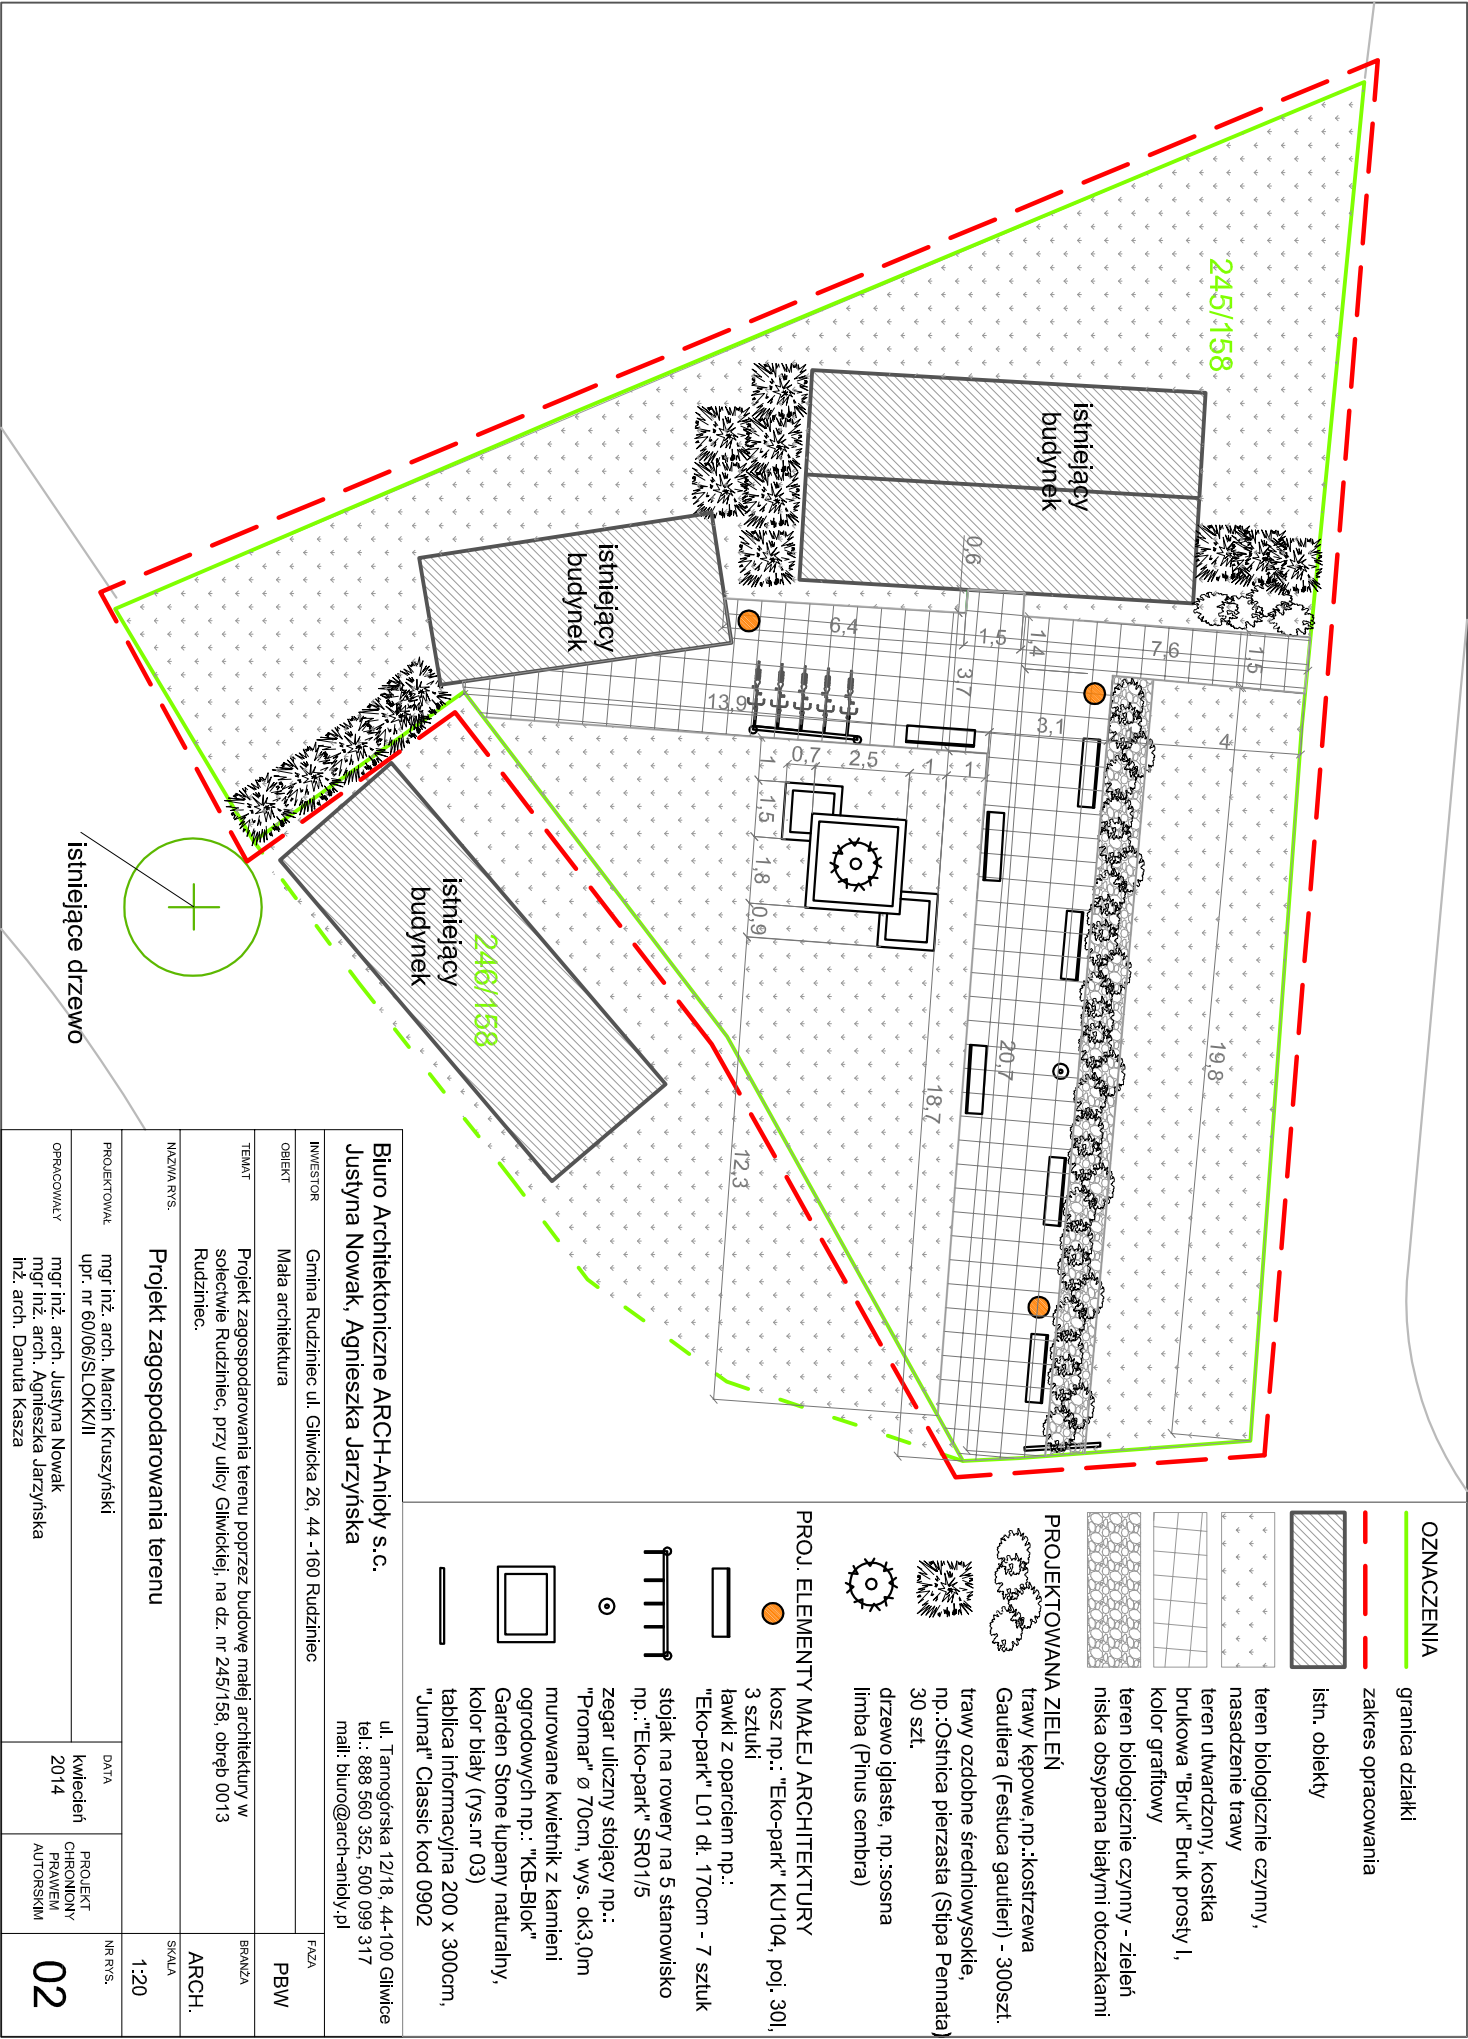 245/158
istniejący
budynek
istniejący
budynek
istniejący
budynek
246/158
istniejące drzewo
0,6
6,4
1,5
1,4
7,6
1,5
3,7
13,9
3,1
4
0,7
2,5
1
1
1
1,5
1,8
0,9
20,7
19,8
18,7
12,3
OZNACZENIA
granica działki
zakres opracowania
istn. obiekty
teren biologicznie czynny,
nasadzenie trawy
teren utwardzony, kostka
brukowa "Bruk" Bruk prosty I,
kolor grafitowy
teren biologicznie czynny - zieleń
niska obsypana białymi otoczakami
PROJEKTOWANA ZIELEŃ
trawy kępowe,np.:kostrzewa
Gautiera (Festuca gautieri) - 300szt.
trawy ozdobne średniowysokie,
np.:Ostnica pierzasta (Stipa Pennata)
30 szt.
drzewo iglaste, np.:sosna
limba (Pinus cembra)
PROJ. ELEMENTY MAŁEJ ARCHITEKTURY
kosz np.: "Eko-park" KU104, poj. 30l,
3 sztuki
ławki z oparciem np.:
"Eko-park" L01 dł. 170cm - 7 sztuk
stojak na rowery na 5 stanowisko
np.:"Eko-park" SR01/5
zegar uliczny stojący np.:
"Promar" ø 70cm, wys. ok3,0m
murowane kwietnik z kamieni
ogrodowych np.: "KB-Blok"
Garden Stone łupany naturalny,
kolor biały (rys.nr 03)
tablica informacyjna 200 x 300cm,
"Jumat" Classic kod 0902
Biuro Architektoniczne ARCH-Anioły s.c.
Justyna Nowak, Agnieszka Jarzyńska
ul. Tarnogórska 12/18, 44-100 Gliwice
tel.: 888 560 352, 500 099 317
mail: biuro@arch-anioly.pl
INWESTOR
Gmina Rudziniec ul. Gliwicka 26, 44 -160 Rudziniec
FAZA
PBW
OBIEKT
Mała architektura
TEMAT
Projekt zagospodarowania terenu poprzez budowę małej architektury w
sołectwie Rudziniec, przy ulicy Gliwickiej, na dz. nr 245/158, obręb 0013
Rudziniec.
BRANŻA
ARCH.
NAZWA RYS.
Projekt zagospodarowania terenu
SKALA
1:20
PROJEKTOWAŁ
mgr inż. arch. Marcin Kruszyński
upr. nr 60/06/SLOKK/II
OPRACOWAŁY
mgr inż. arch. Justyna Nowak
mgr inż. arch. Agnieszka Jarzyńska
inż. arch. Danuta Kasza
DATA
kwiecień
2014
PROJEKT
CHRONIONY
PRAWEM
AUTORSKIM
NR RYS.
02